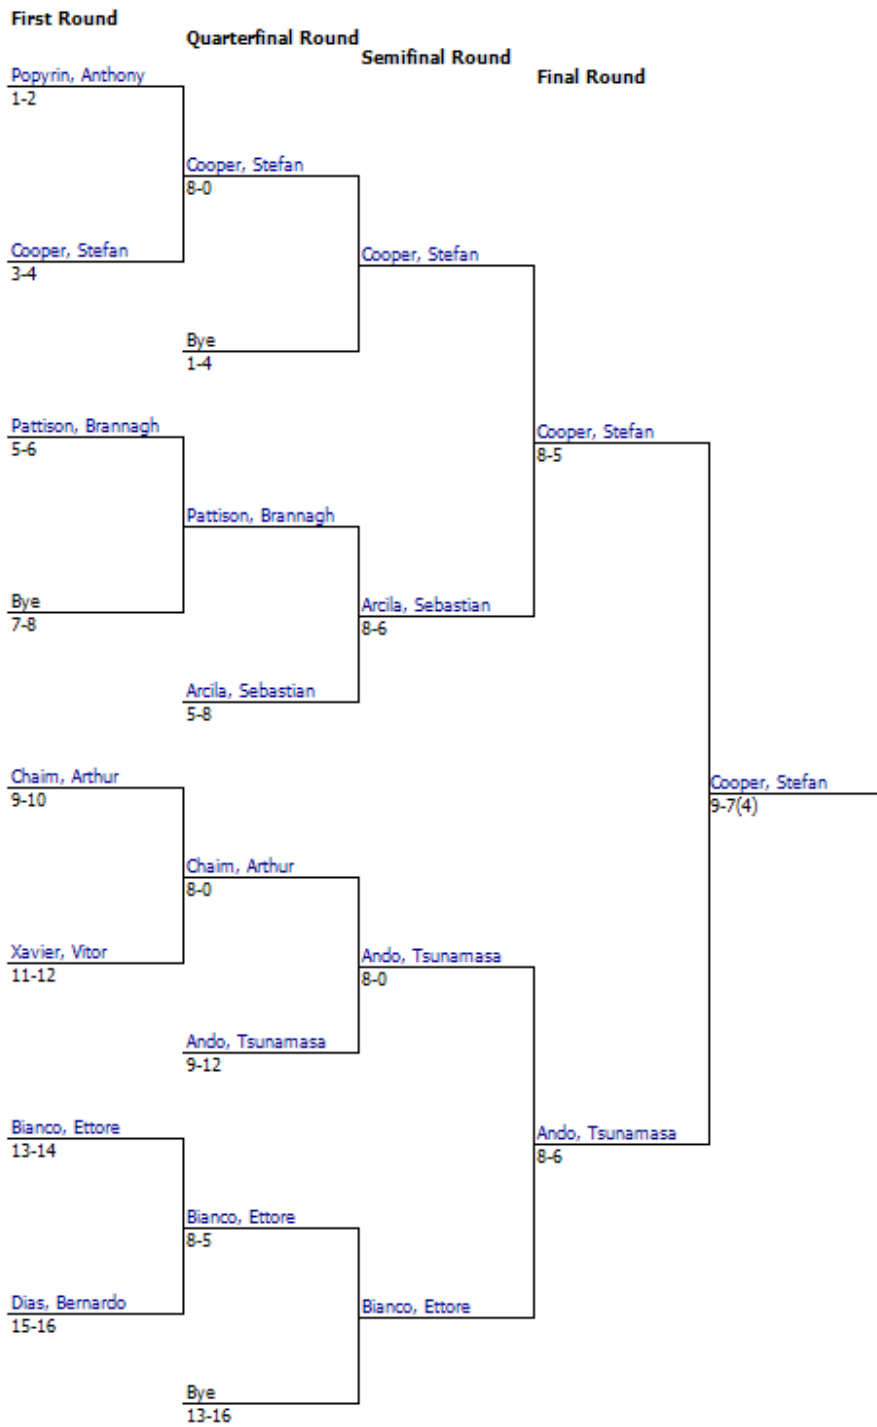 First Round
Quarterfinal Round
Semifinal Round
Final Round
Popyrin, Anthony
1-2
Cooper, Stefan
8-0
Cooper, Stefan
3-4
Cooper, Stefan
Bye
1-4
Pattison, Brannagh
5-6
Cooper, Stefan
8-5
Pattison, Brannagh
Bye
7-8
Arcila, Sebastian
8-6
Arcila, Sebastian
5-8
Chaim, Arthur
9-10
Cooper, Stefan
9-7(4)
Chaim, Arthur
8-0
Xavier, Vitor
11-12
Ando, Tsunamasa
8-0
Ando, Tsunamasa
9-12
Bianco, Ettore
13-14
Ando, Tsunamasa
8-6
Bianco, Ettore
8-5
Dias, Bernardo
15-16
Bianco, Ettore
Bye
13-16